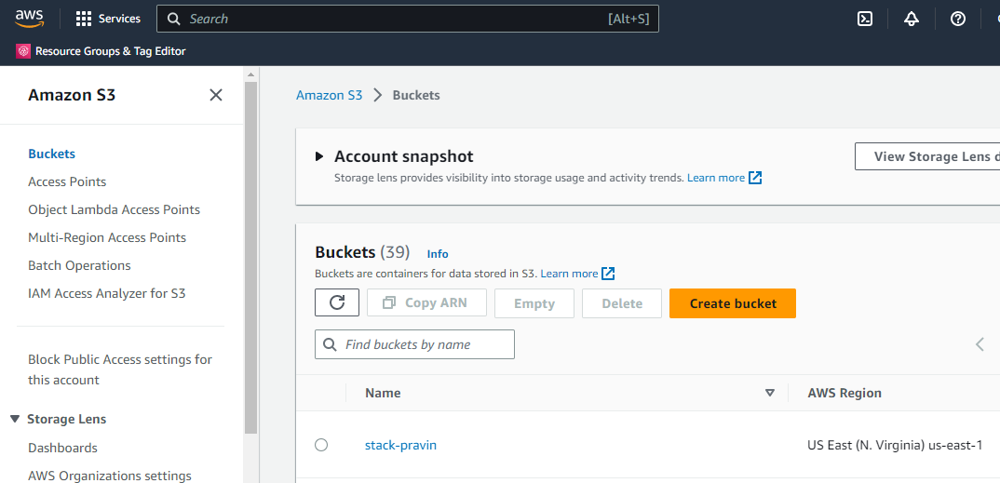 aws
Services
Search
[Alt+S]
Resource Groups & Tag Editor
Amazon S3
Buckets
Access Points
Object Lambda Access Points
Multi-Region Access Points
Batch Operations
IAM Access Analyzer for S3
Block Public Access settings for
this account
Storage Lens
Dashboards
AWS Organizations settings
Amazon S3 > Buckets
Account snapshot
Storage lens provides visibility into storage usage and activity trends. Learn more
View Storage Lens d
Buckets (39) Info
Buckets are containers for data stored in S3. Learn more
Copy ARN
Empty
Delete
Create bucket
Find buckets by name
Name
AWS Region
stack-pravin
US East (N. Virginia) us-east-1